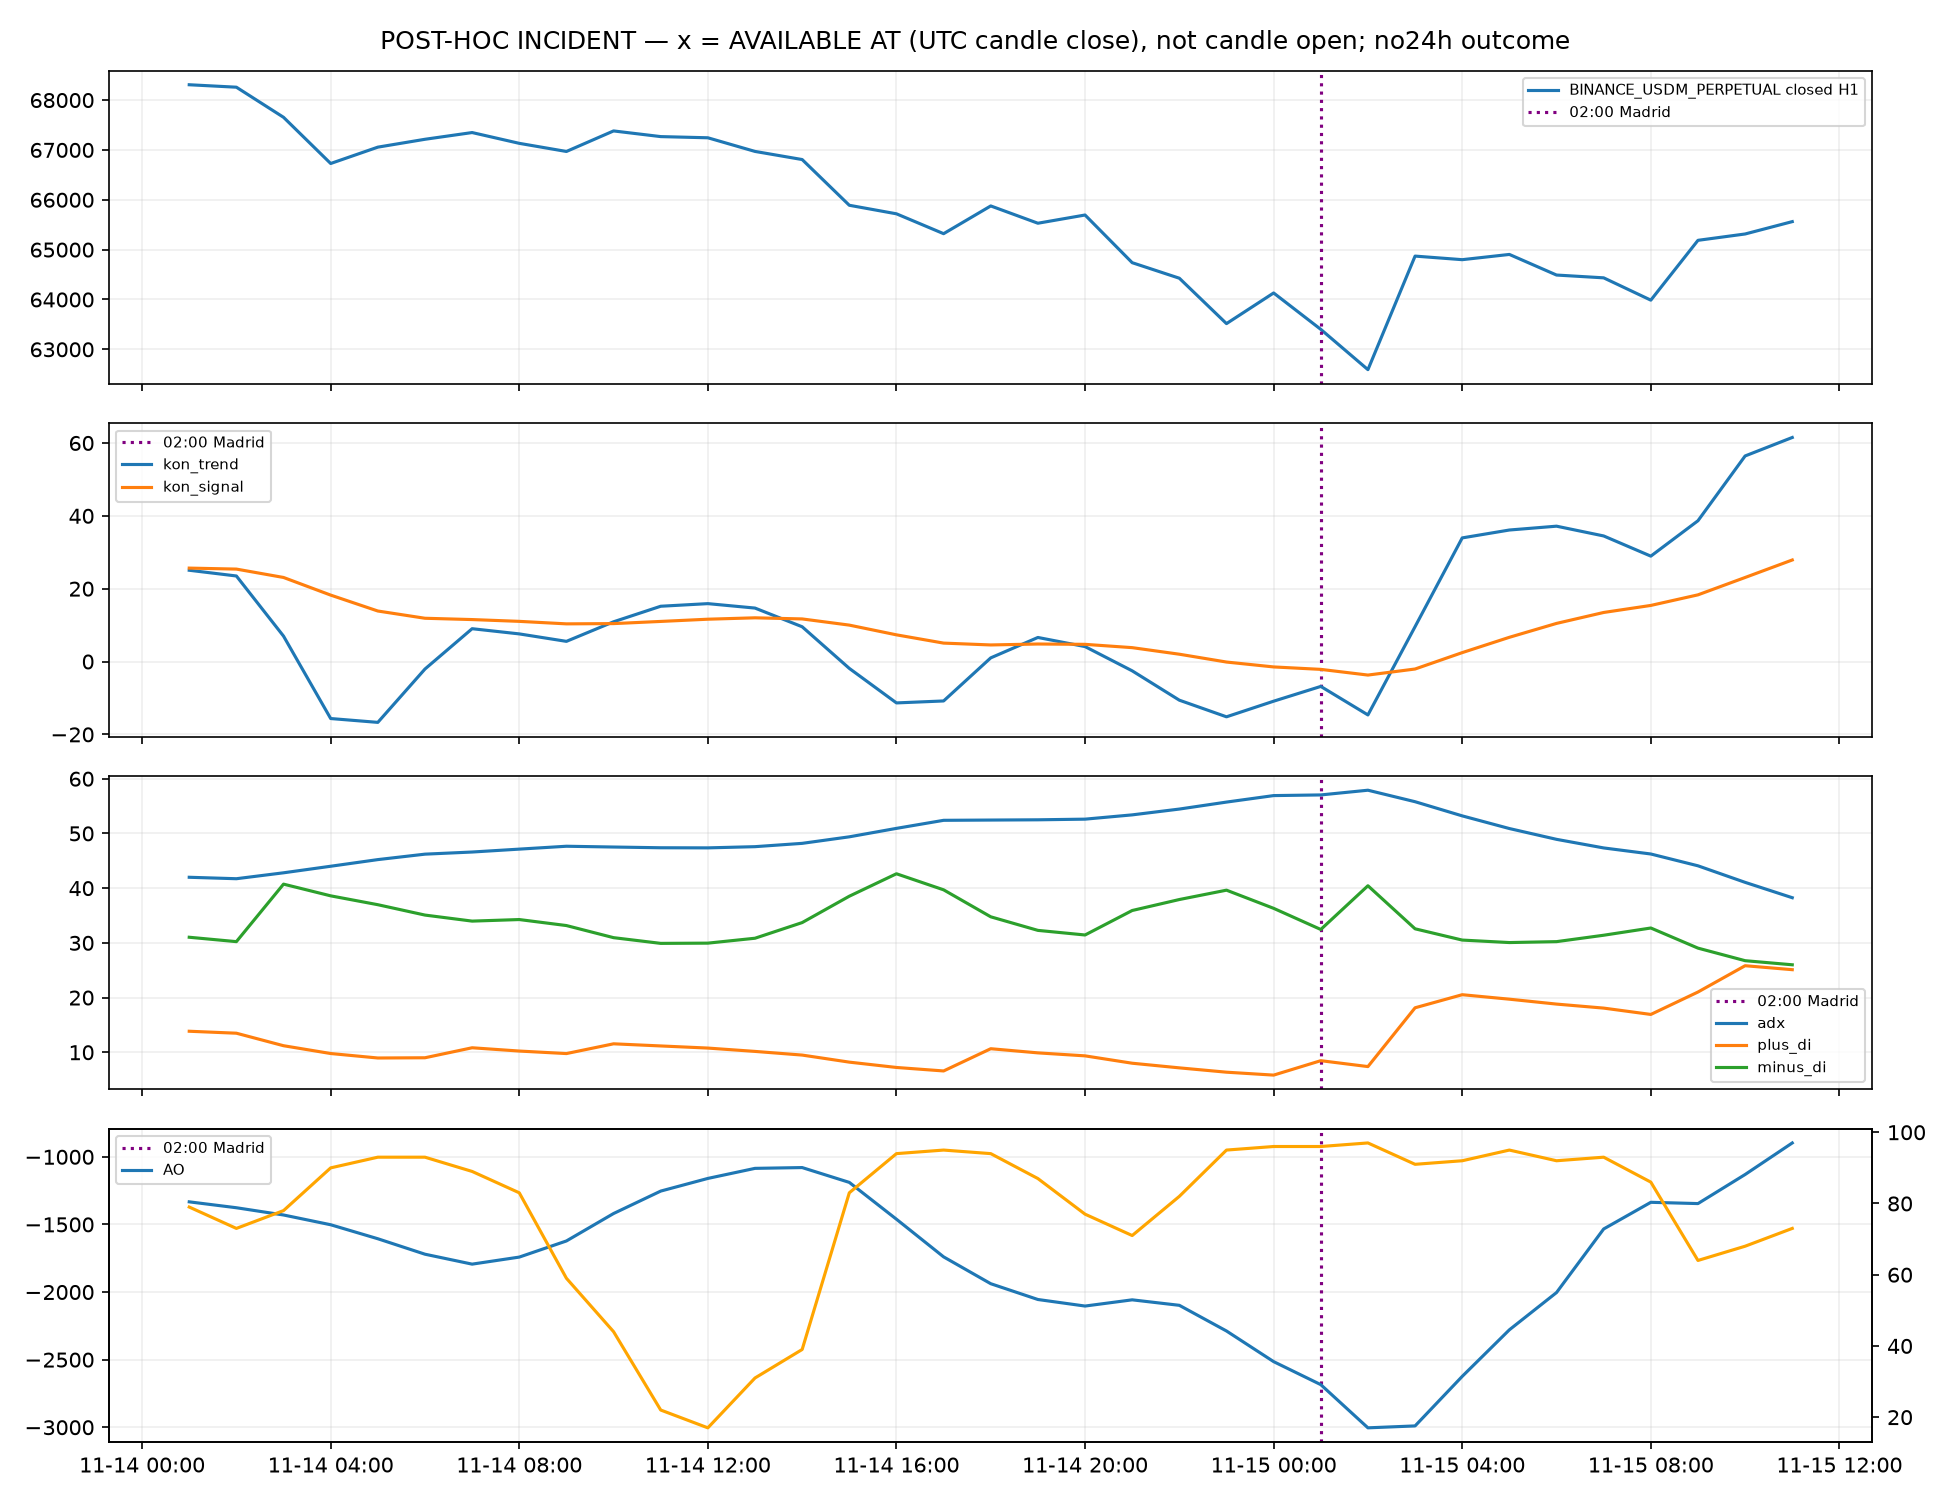 POST-HOC INCIDENT — x = AVAILABLE AT (UTC candle close), not candle open; no24h outcome
68000
67000
66000
65000
64000
63000
BINANCE_USDM_PERPETUAL closed H1
02:00 Madrid
60
40
20
0
−20
02:00 Madrid
kon_trend
kon_signal
60
50
40
30
20
10
02:00 Madrid
adx
plus_di
minus_di
−1000
−1500
−2000
−2500
−3000
02:00 Madrid
AO
100
80
60
40
20
11-14 00:00 11-14 04:00 11-14 08:00 11-14 12:00 11-14 16:00 11-14 20:00 11-15 00:00 11-15 04:00 11-15 08:00 11-15 12:00